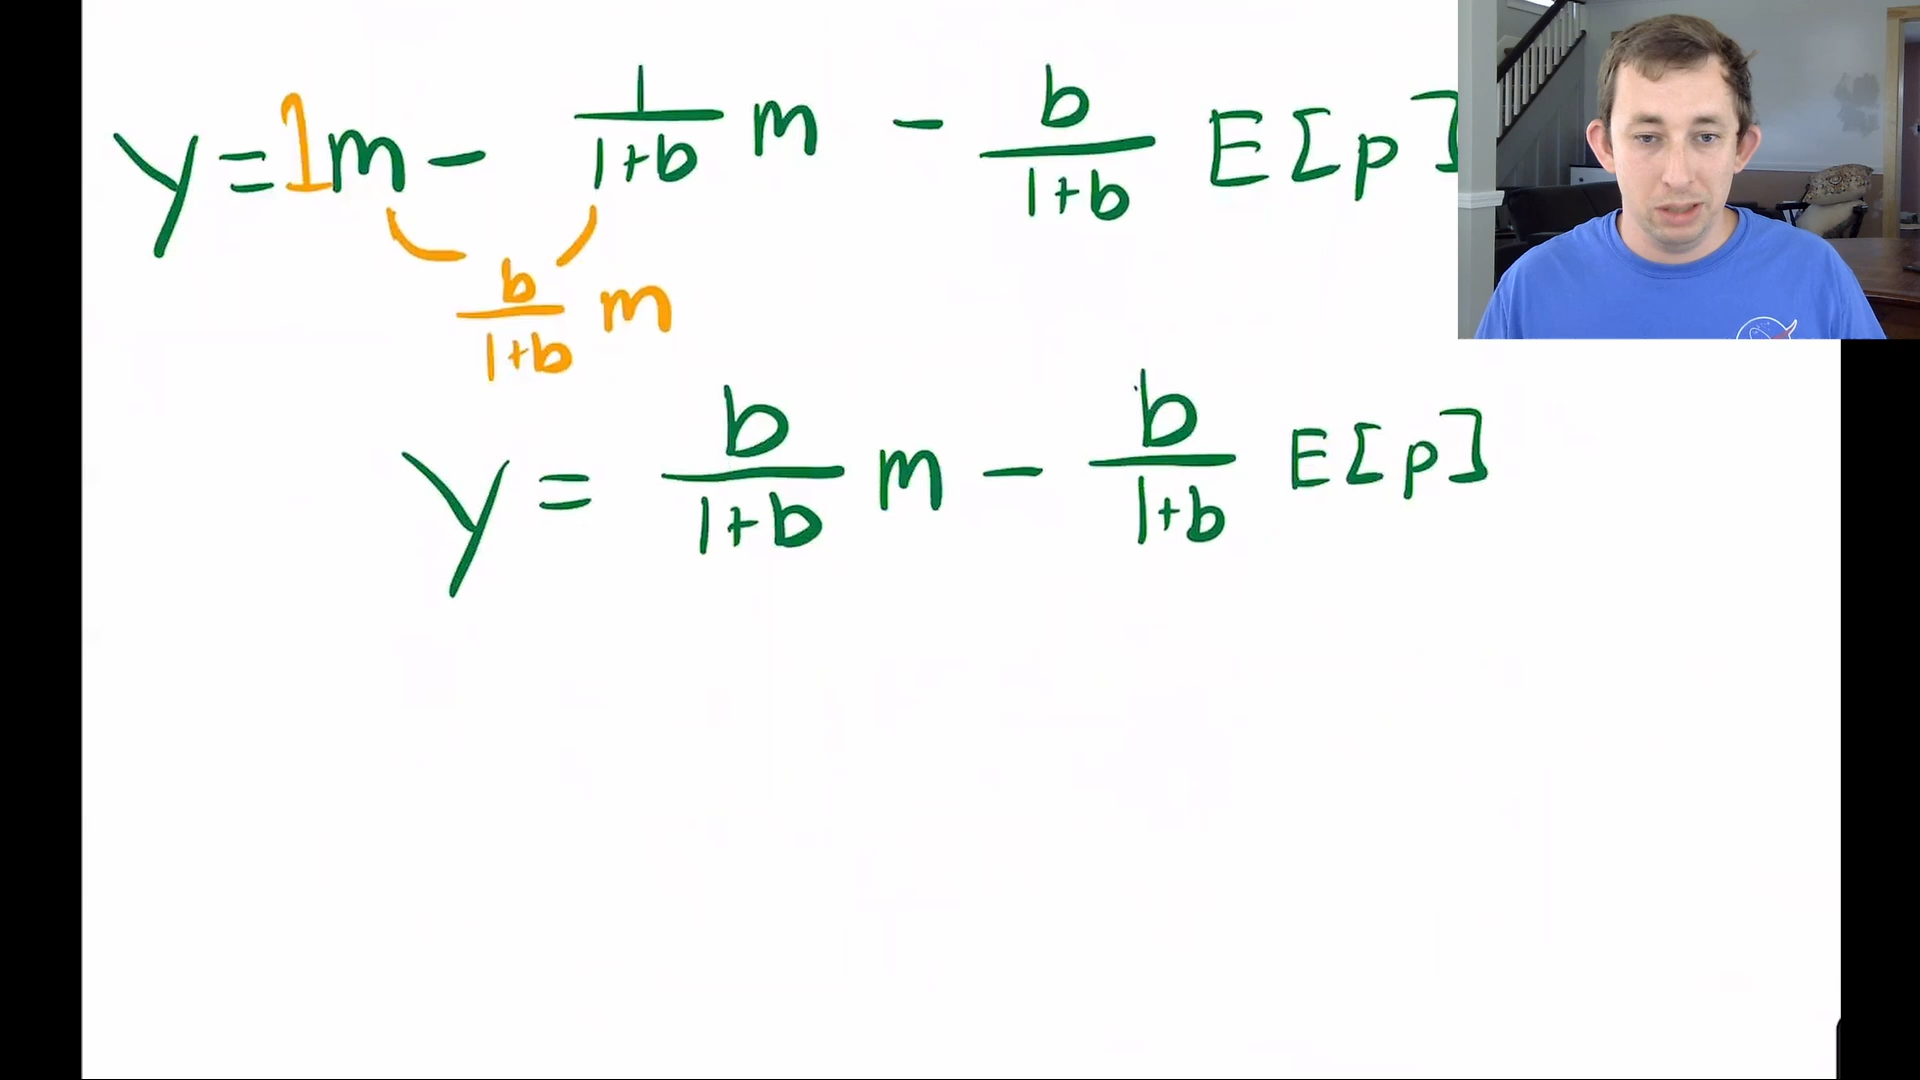 y = 1m - 1/(1+b) m - b/(1+b) E[p]
b/(1+b) m
y = b/(1+b) m - b/(1+b) E[p]